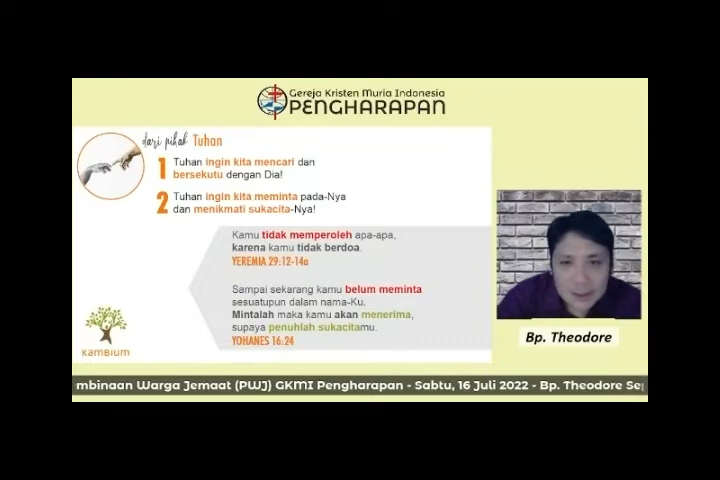 Gereja Kristen Muria Indonesia
PENGHARAPAN
dari pihak Tuhan
1 Tuhan ingin kita mencari dan
bersekutu dengan Dia!
2 Tuhan ingin kita meminta pada-Nya
dan menikmati sukacita-Nya!
Kamu tidak memperoleh apa-apa,
karena kamu tidak berdoa.
YEREMIA 29:12-14a
Sampai sekarang kamu belum meminta
sesuatupun dalam nama-Ku.
Mintalah maka kamu akan menerima,
supaya penuhlah sukacitamu.
YOHANES 16:24
KAMBIUM
Bp. Theodore
mbinaan Warga Jemaat (PWJ) GKMI Pengharapan - Sabtu, 16 Juli 2022 - Bp. Theodore Se